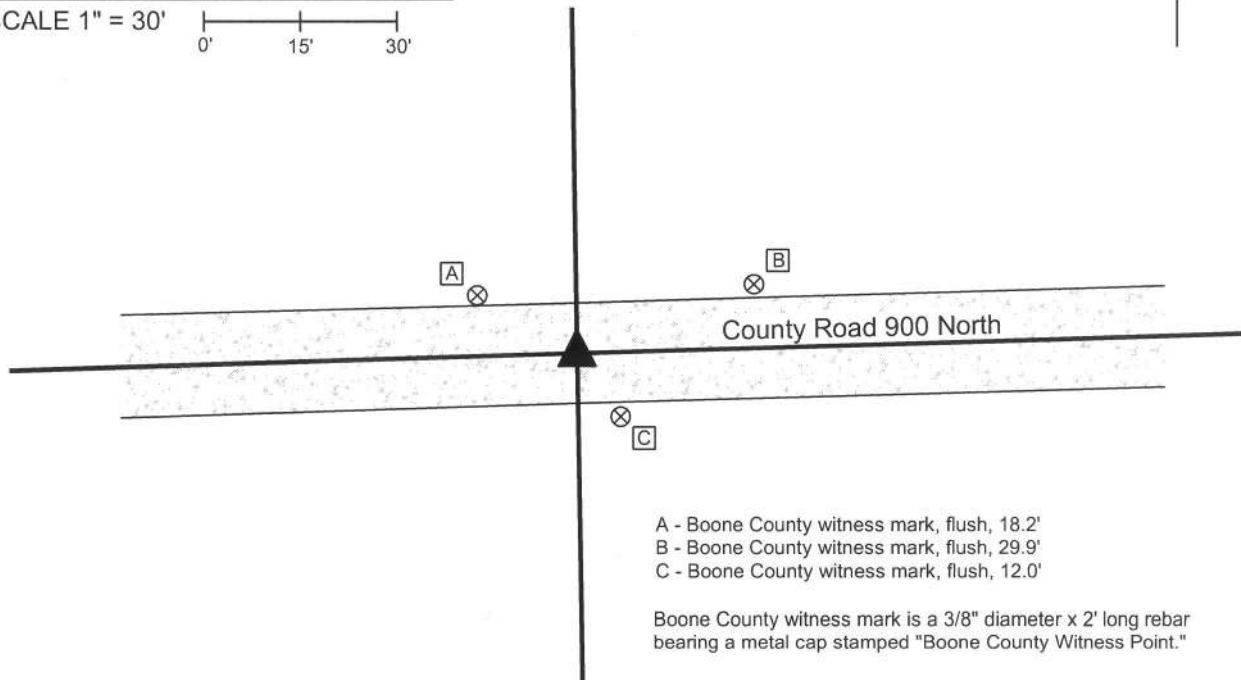 CALE 1" = 30'
0' 15' 30'
B
A
County Road 900 North
C
A - Boone County witness mark, flush, 18.2'
B - Boone County witness mark, flush, 29.9'
C - Boone County witness mark, flush, 12.0'
Boone County witness mark is a 3/8" diameter x 2' long rebar
bearing a metal cap stamped "Boone County Witness Point."